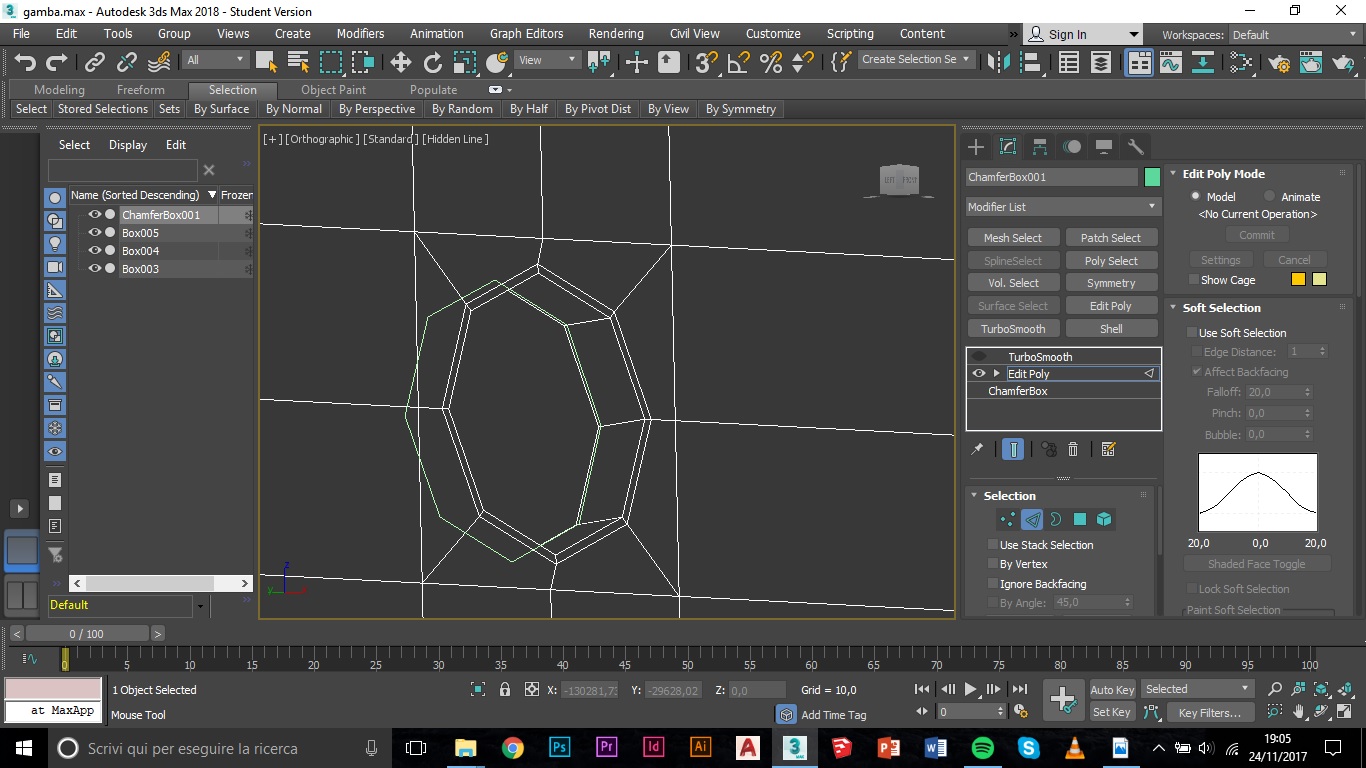 gamba.max - Autodesk 3ds Max 2018 - Student Version
File Edit Tools Group Views Create Modifiers Animation Graph Editors Rendering Civil View Customize Scripting Content » Sign In Workspaces: Default
All View Create Selection Se
Modeling Freeform Selection Object Paint Populate
Select Stored Selections Sets By Surface By Normal By Perspective By Random By Half By Pivot Dist By View By Symmetry
Select Display Edit
Name (Sorted Descending) Frozen
ChamferBox001
Box005
Box004
Box003
Default
[+] [Orthographic ] [Standard] [Hidden Line ]
z
y
ChamferBox001
Modifier List
Mesh Select Patch Select
SplineSelect Poly Select
Vol. Select Symmetry
Surface Select Edit Poly
TurboSmooth Shell
TurboSmooth
Edit Poly
ChamferBox
Selection
Use Stack Selection
By Vertex
Ignore Backfacing
By Angle: 45,0
Edit Poly Mode
Model Animate
<No Current Operation>
Commit
Settings Cancel
Show Cage
Soft Selection
Use Soft Selection
Edge Distance: 1
Affect Backfacing
Falloff: 20,0
Pinch: 0,0
Bubble: 0,0
20,0 0,0 20,0
Shaded Face Toggle
Lock Soft Selection
Paint Soft Selection
< 0 / 100 >
0 5 10 15 20 25 30 35 40 45 50 55 60 65 70 75 80 85 90 95 100
1 Object Selected X: -130281,7 Y: -29628,02 Z: 0,0 Grid = 10,0 Auto Key Selected
at MaxApp Mouse Tool Add Time Tag 0 Set Key Key Filters...
Scrivi qui per eseguire la ricerca
Ps Pr Id Ai A 3 MAX
19:05
24/11/2017